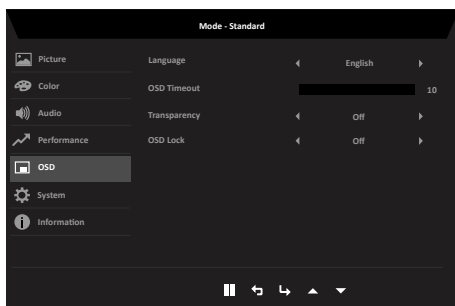 Mode - Standard
Picture
Color
Audio
Performance
OSD
System
Information
Language English
OSD Timeout 10
Transparency Off
OSD Lock Off